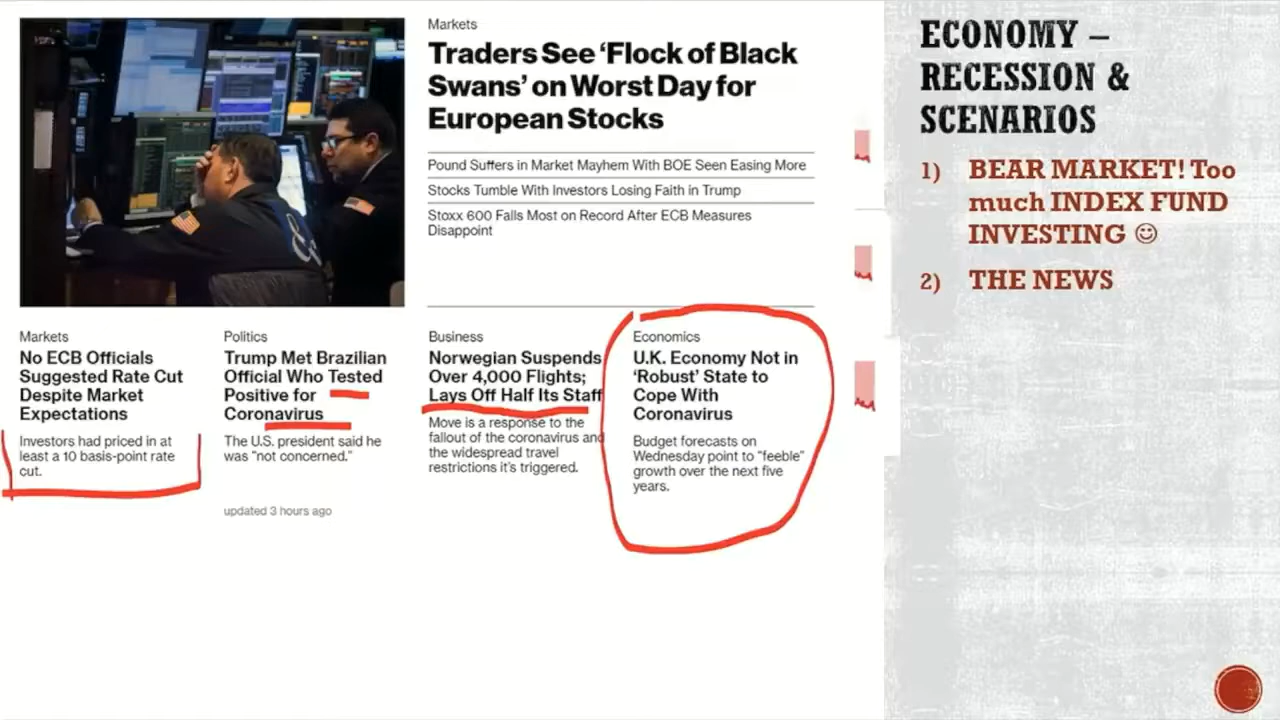 Markets
Traders See ‘Flock of Black
Swans’ on Worst Day for
European Stocks
Pound Suffers in Market Mayhem With BOE Seen Easing More
Stocks Tumble With Investors Losing Faith in Trump
Stoxx 600 Falls Most on Record After ECB Measures
Disappoint
Markets
No ECB Officials
Suggested Rate Cut
Despite Market
Expectations
Investors had priced in at
least a 10 basis-point rate
cut.
Politics
Trump Met Brazilian
Official Who Tested
Positive for
Coronavirus
The U.S. president said he
was "not concerned."
updated 3 hours ago
Business
Norwegian Suspends
Over 4,000 Flights;
Lays Off Half Its Staff
Move is a response to the
fallout of the coronavirus and
the widespread travel
restrictions it’s triggered.
Economics
U.K. Economy Not in
‘Robust’ State to
Cope With
Coronavirus
Budget forecasts on
Wednesday point to "feeble"
growth over the next five
years.
ECONOMY –
RECESSION &
SCENARIOS
1) BEAR MARKET! Too
much INDEX FUND
INVESTING ☺
2) THE NEWS